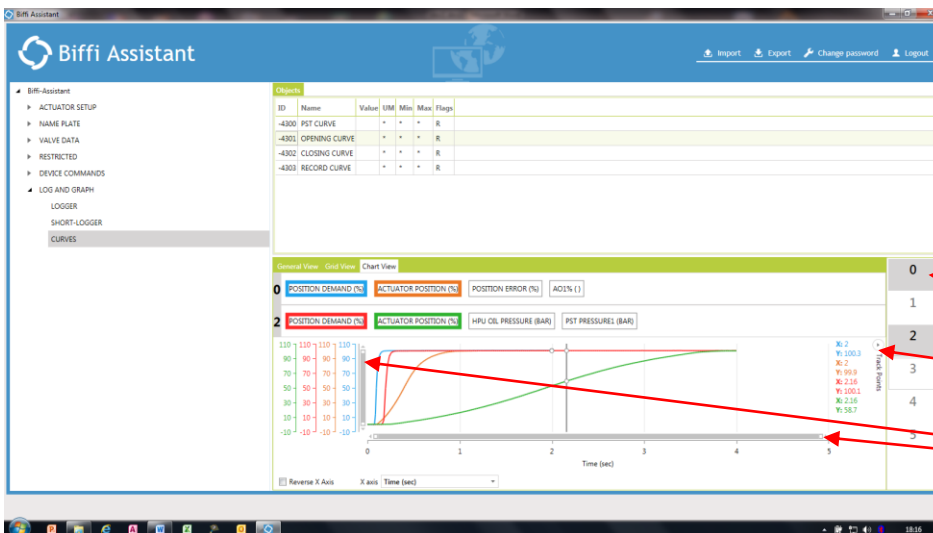 Biffi Assistant
Biffi Assistant
Import Export Change password Logout
Biffi-Assistant
ACTUATOR SETUP
NAME PLATE
VALVE DATA
RESTRICTED
DEVICE COMMANDS
LOG AND GRAPH
LOGGER
SHORT-LOGGER
CURVES
Objects
ID Name Value UM Min Max Flags
-4300 PST CURVE * * * R
-4301 OPENING CURVE * * * R
-4302 CLOSING CURVE * * * R
-4303 RECORD CURVE * * * R
General View Grid View Chart View
0 POSITION DEMAND (%) ACTUATOR POSITION (%) POSITION ERROR (%) AO1% ( )
2 POSITION DEMAND (%) ACTUATOR POSITION (%) HPU OIL PRESSURE (BAR) PST PRESSURE1 (BAR)
0
1
2
3
4
5
110 110 110 110
90 90 90 90
70 70 70 70
50 50 50 50
30 30 30 30
10 10 10 10
-10 -10 -10 -10
X: 2
Y: 100.3
X: 2
Y: 99.9
X: 2.16
Y: 100.1
X: 2.16
Y: 58.7
Track Points
0 1 2 3 4 5
Time (sec)
Reverse X Axis X axis Time (sec)
18:16